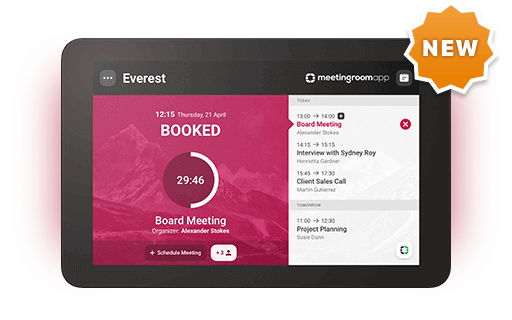 NEW
Everest
meetingroomapp
12:15 Thursday, 21 April
BOOKED
29:46
Board Meeting
Organizer: Alexander Stokes
+ Schedule Meeting
+ 3
TODAY
13:00 → 14:00
Board Meeting
Alexander Stokes
14:15 → 15:15
Interview with Sydney Roy
Henrietta Gardner
15:45 → 17:30
Client Sales Call
Martin Gutierrez
TOMORROW
11:00 → 12:30
Project Planning
Susie Dunn